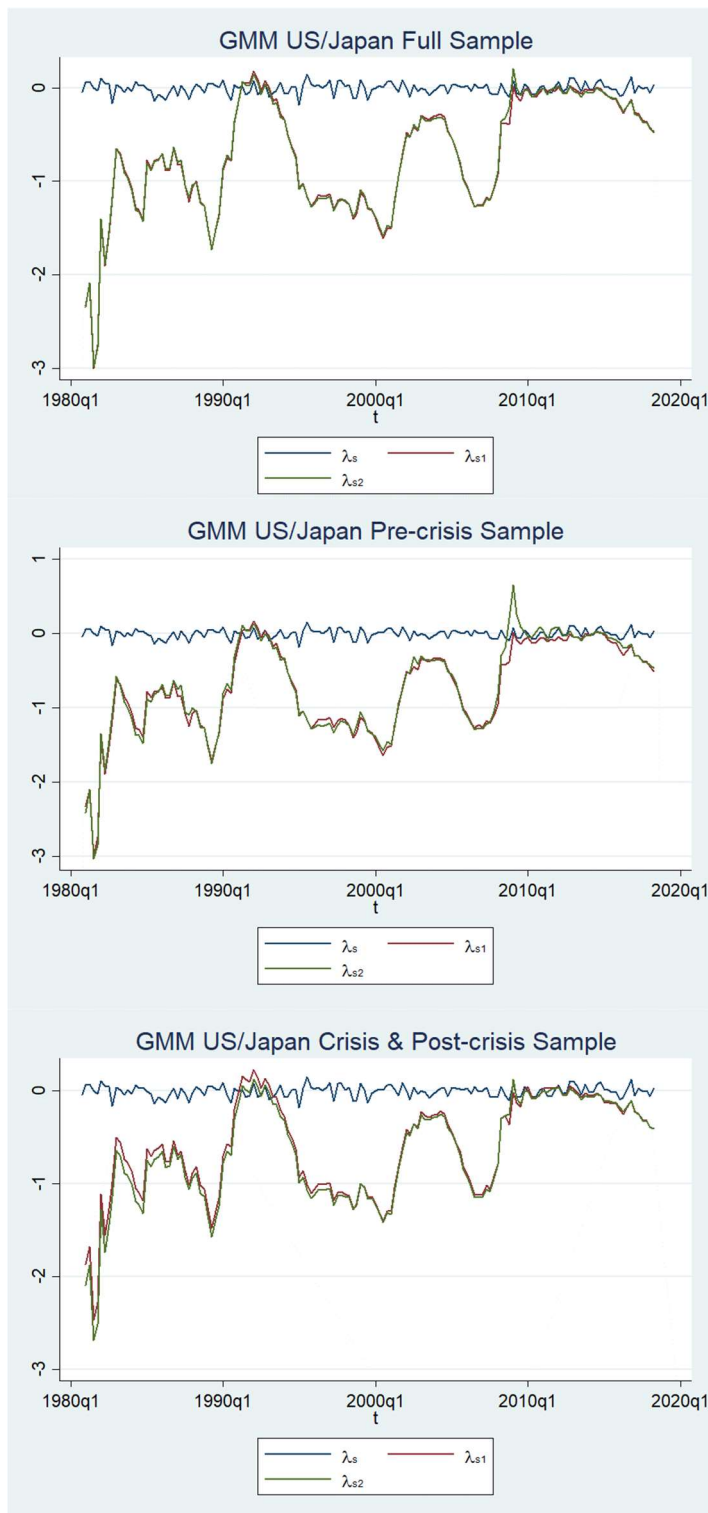 GMM US/Japan Full Sample
0
-1
-2
-3
1980q1 1990q1 2000q1 2010q1 2020q1
t
λs λs1
λs2
GMM US/Japan Pre-crisis Sample
1
0
-1
-2
-3
1980q1 1990q1 2000q1 2010q1 2020q1
t
λs λs1
λs2
GMM US/Japan Crisis & Post-crisis Sample
0
-1
-2
-3
1980q1 1990q1 2000q1 2010q1 2020q1
t
λs λs1
λs2